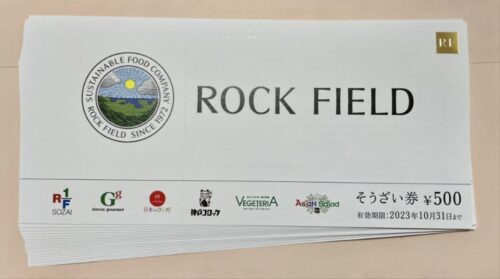 RF
SUSTAINABLE FOOD COMPANY
ROCK FIELD SINCE 1972
ROCK FIELD
RF1
SOZAI
Gg
Green gourmet
神戸コロッケ
VEGETERIA
Asian Salad
そうざい券 ¥500
有効期限:2023年10月31日まで